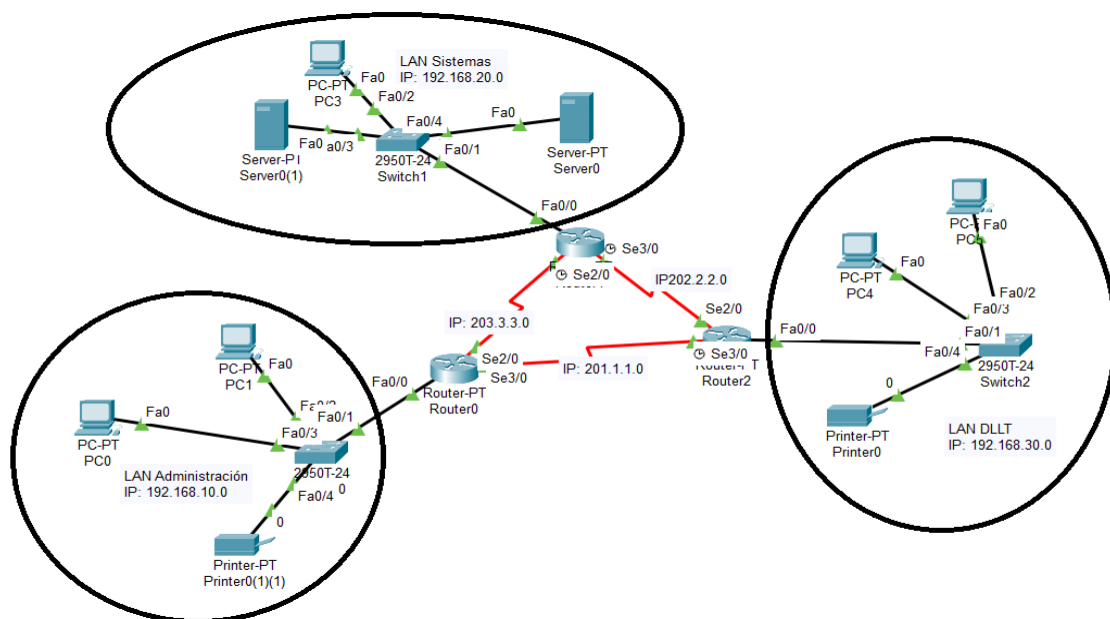 LAN Sistemas
IP: 192.168.20.0
Fa0
PC-PT
PC3
Fa0/2
Fa0/4
Fa0
Fa0
a0/3
Fa0/1
Server-PT
Server0(1)
2950T-24
Switch1
Server-PT
Server0
Fa0/0
Se3/0
Se2/0
IP202.2.2.0
Fa0
Fa0
PC-PT
PC4
Fa0/2
Fa0/3
Se2/0
Fa0/0
Fa0/1
Fa0/4
IP: 203.3.3.0
Se3/0
Router2
2950T-24
Switch2
IP: 201.1.1.0
Se2/0
Se3/0
Router-PT
Router0
Fa0/0
0
Printer-PT
Printer0
LAN DLLT
IP: 192.168.30.0
PC1
Fa0
Fa0
PC-PT
PC0
Fa0/1
Fa0/3
LAN Administración
IP: 192.168.10.0
2950T-24
0
Fa0/4
0
Printer-PT
Printer0(1)(1)